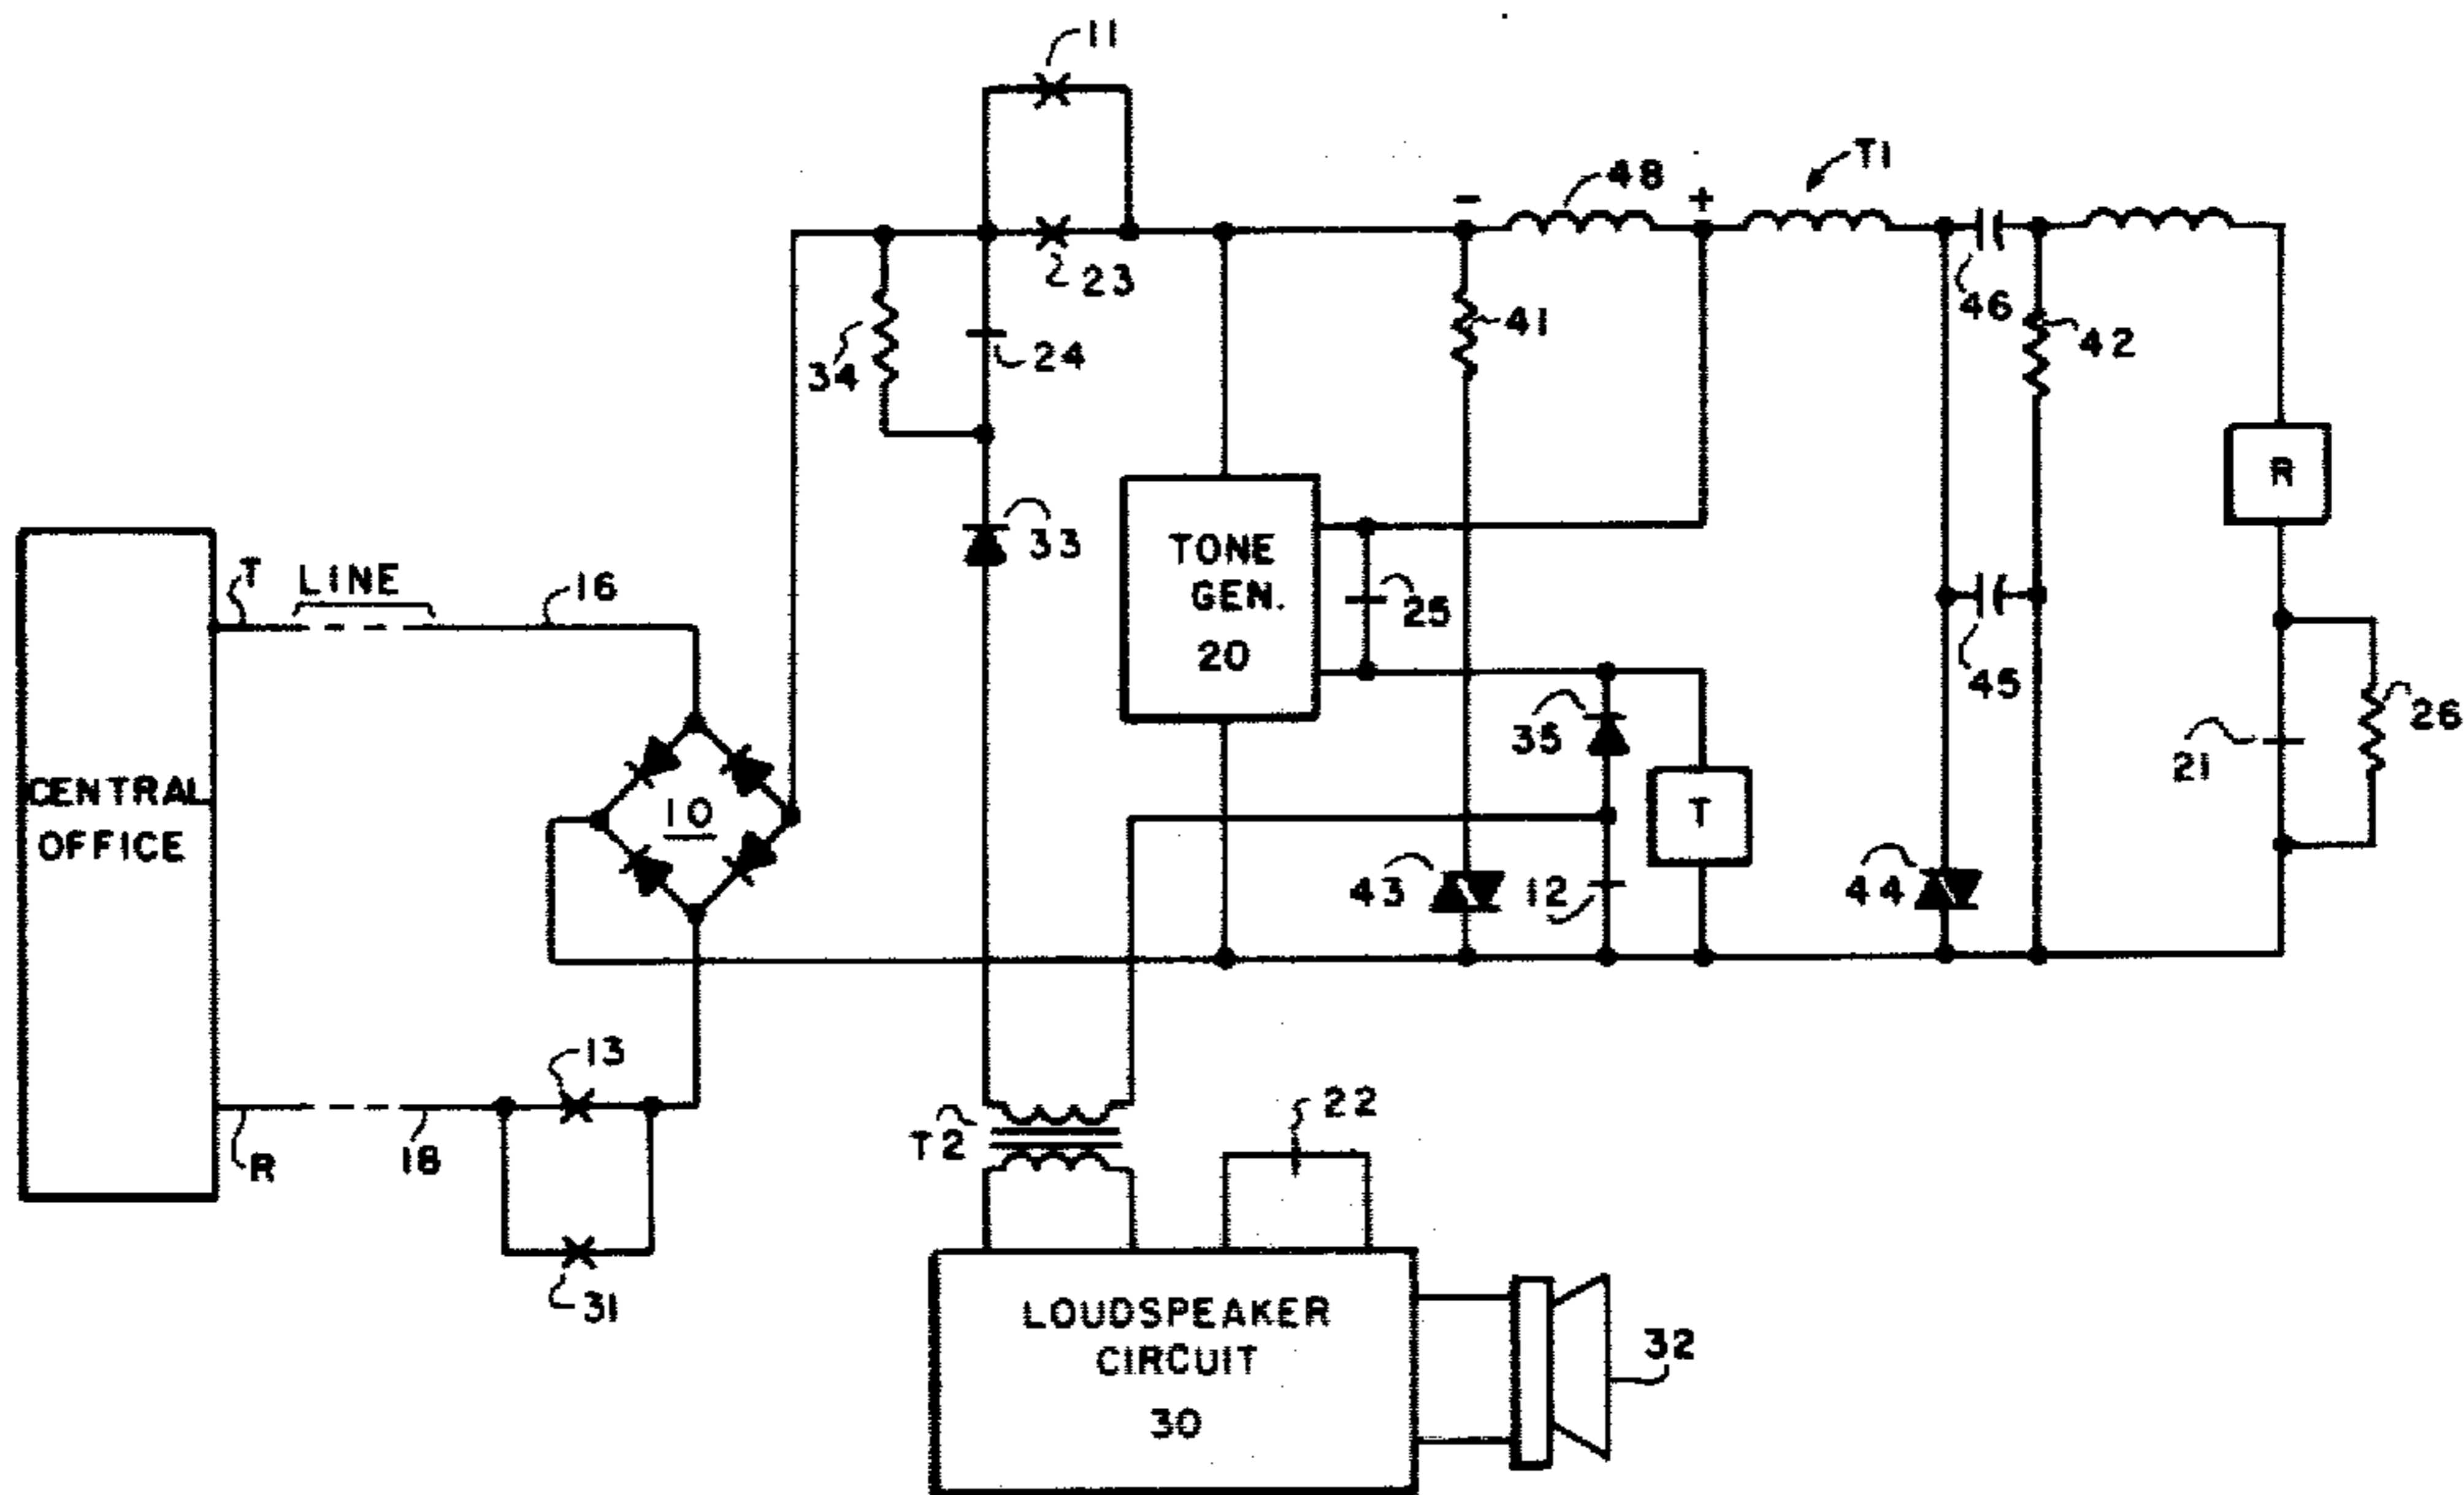 11
T1
48
-
+
23
46
41
42
34
24
R
33
TONE
GEN.
20
T
LINE
16
25
45
26
35
21
CENTRAL
OFFICE
10
T
43
12
44
13
22
T2
18
R
31
LOUDSPEAKER
CIRCUIT
30
32